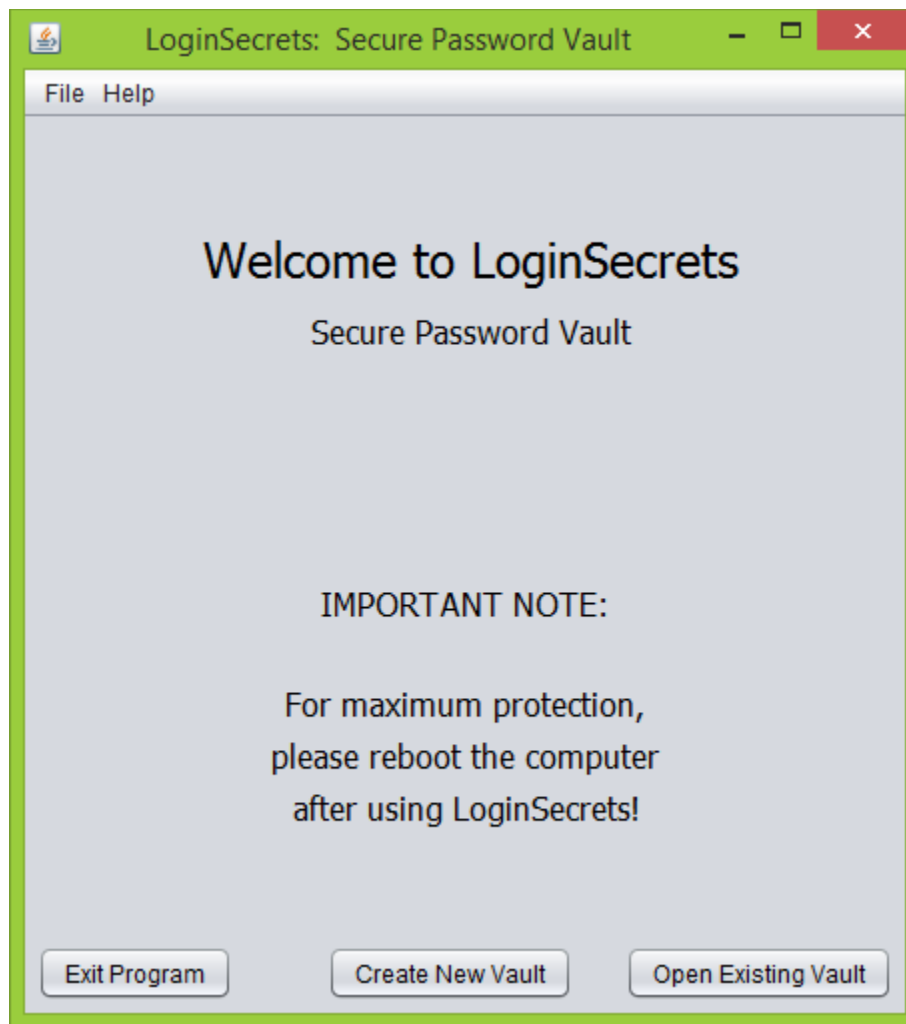 LoginSecrets: Secure Password Vault
File Help
Welcome to LoginSecrets
Secure Password Vault
IMPORTANT NOTE:
For maximum protection,
please reboot the computer
after using LoginSecrets!
Exit Program Create New Vault Open Existing Vault